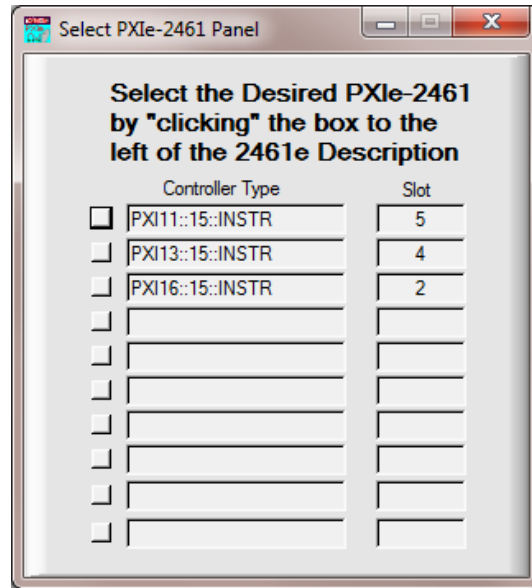 Select PXIe-2461 Panel
Select the Desired PXIe-2461
by "clicking" the box to the
left of the 2461e Description
Controller Type Slot
PXI11::15::INSTR 5
PXI13::15::INSTR 4
PXI16::15::INSTR 2